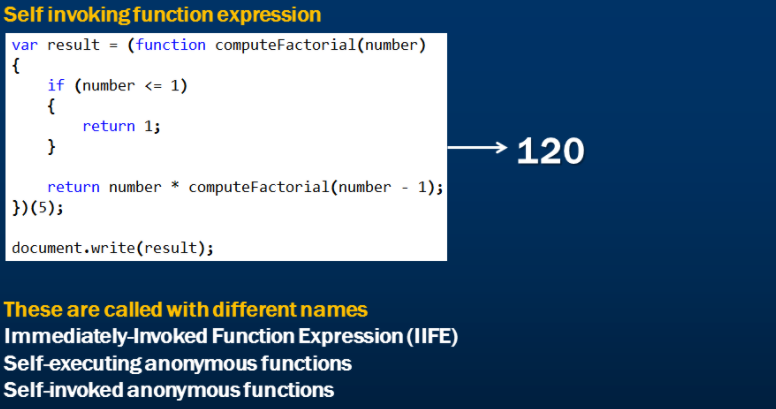 Self invoking function expression
var result = (function computeFactorial(number)
{
    if (number <= 1)
    {
        return 1;
    }

    return number * computeFactorial(number - 1);
})(5);

document.write(result);
120
These are called with different names
Immediately-Invoked Function Expression (IIFE)
Self-executing anonymous functions
Self-invoked anonymous functions